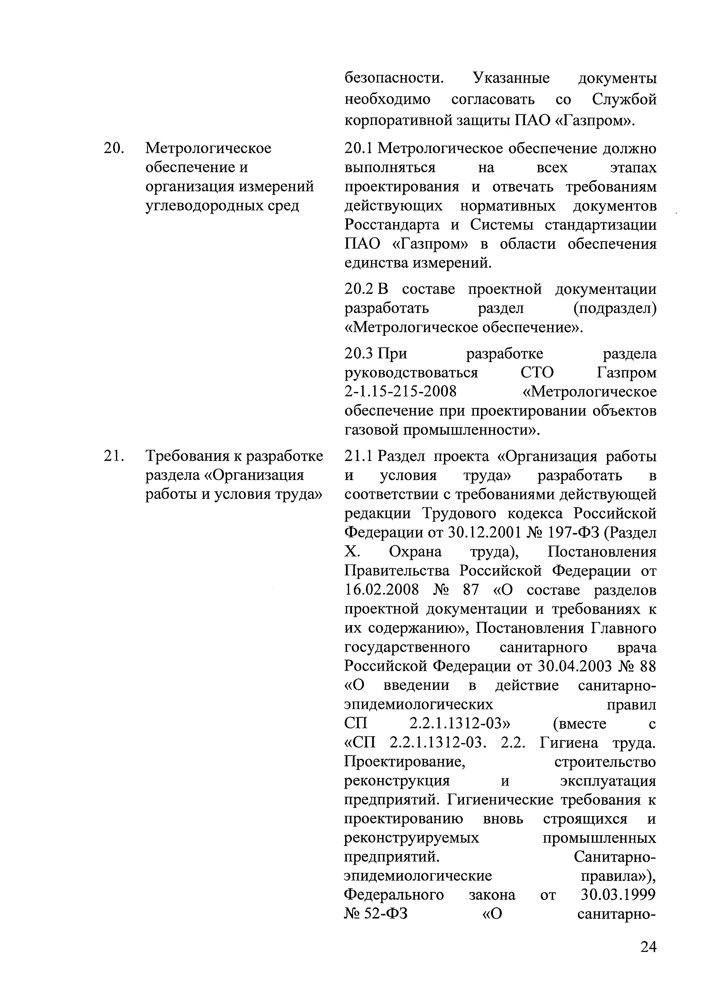 безопасности. Указанные документы
необходимо согласовать со Службой
корпоративной защиты ПАО «Газпром».
20. Метрологическое
обеспечение и
организация измерений
углеводородных сред
20.1 Метрологическое обеспечение должно
выполняться на всех этапах
проектирования и отвечать требованиям
действующих нормативных документов
Росстандарта и Системы стандартизации
ПАО «Газпром» в области обеспечения
единства измерений.
20.2 В составе проектной документации
разработать раздел (подраздел)
«Метрологическое обеспечение».
20.3 При разработке раздела
руководствоваться СТО Газпром
2-1.15-215-2008 «Метрологическое
обеспечение при проектировании объектов
газовой промышленности».
21. Требования к разработке
раздела «Организация
работы и условия труда»
21.1 Раздел проекта «Организация работы
и условия труда» разработать в
соответствии с требованиями действующей
редакции Трудового кодекса Российской
Федерации от 30.12.2001 № 197-ФЗ (Раздел
X. Охрана труда), Постановления
Правительства Российской Федерации от
16.02.2008 № 87 «О составе разделов
проектной документации и требованиях к
их содержанию», Постановления Главного
государственного санитарного врача
Российской Федерации от 30.04.2003 № 88
«О введении в действие санитарно-
эпидемиологических правил
СП 2.2.1.1312-03» (вместе с
«СП 2.2.1.1312-03. 2.2. Гигиена труда.
Проектирование, строительство
реконструкция и эксплуатация
предприятий. Гигиенические требования к
проектированию вновь строящихся и
реконструируемых промышленных
предприятий. Санитарно-
эпидемиологические правила»),
Федерального закона от 30.03.1999
№ 52-ФЗ «О санитарно-
24